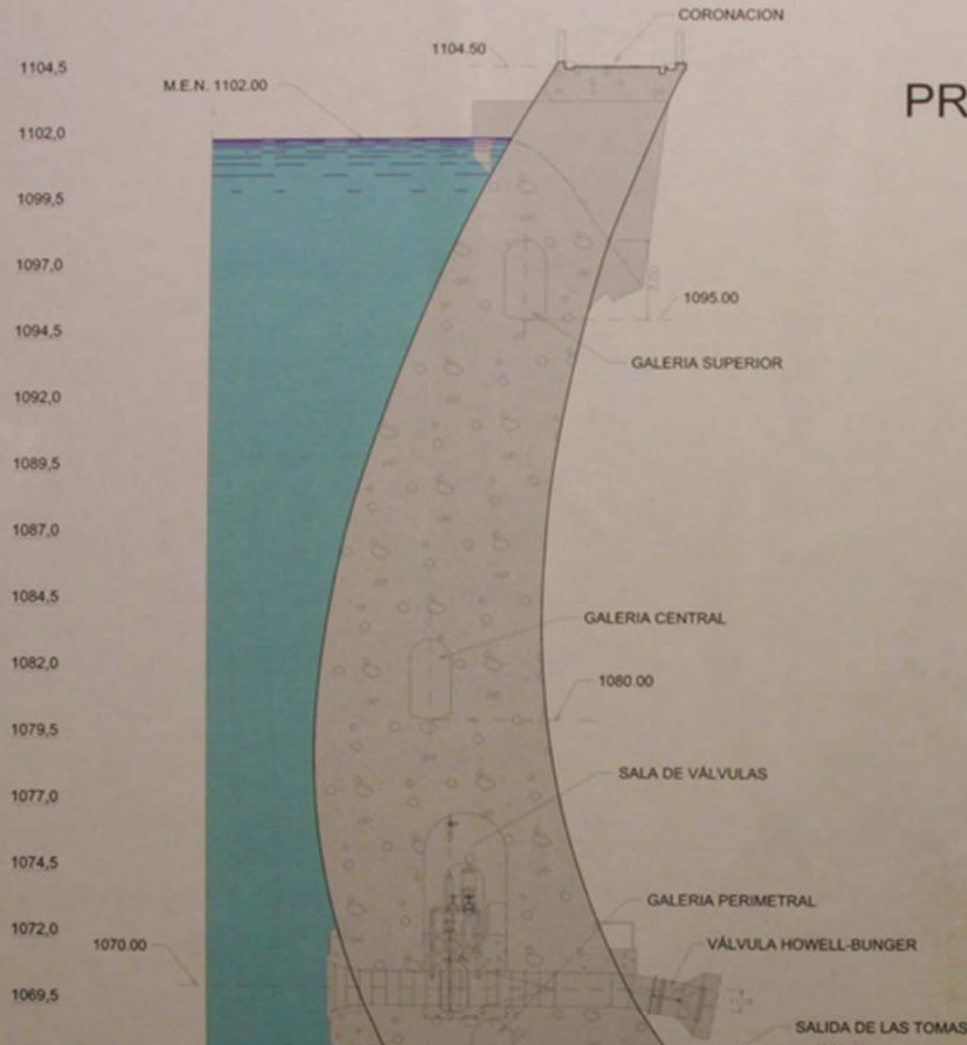 CORONACION
1104.50
1104,5
M.E.N. 1102.00
PR
1102,0
1099,5
1097,0
1095.00
1094,5
GALERIA SUPERIOR
1092,0
1089,5
1087,0
1084,5
GALERIA CENTRAL
1082,0
1080.00
1079,5
SALA DE VÁLVULAS
1077,0
1074,5
GALERIA PERIMETRAL
1072,0
1070.00
VÁLVULA HOWELL-BUNGER
1069,5
SALIDA DE LAS TOMAS